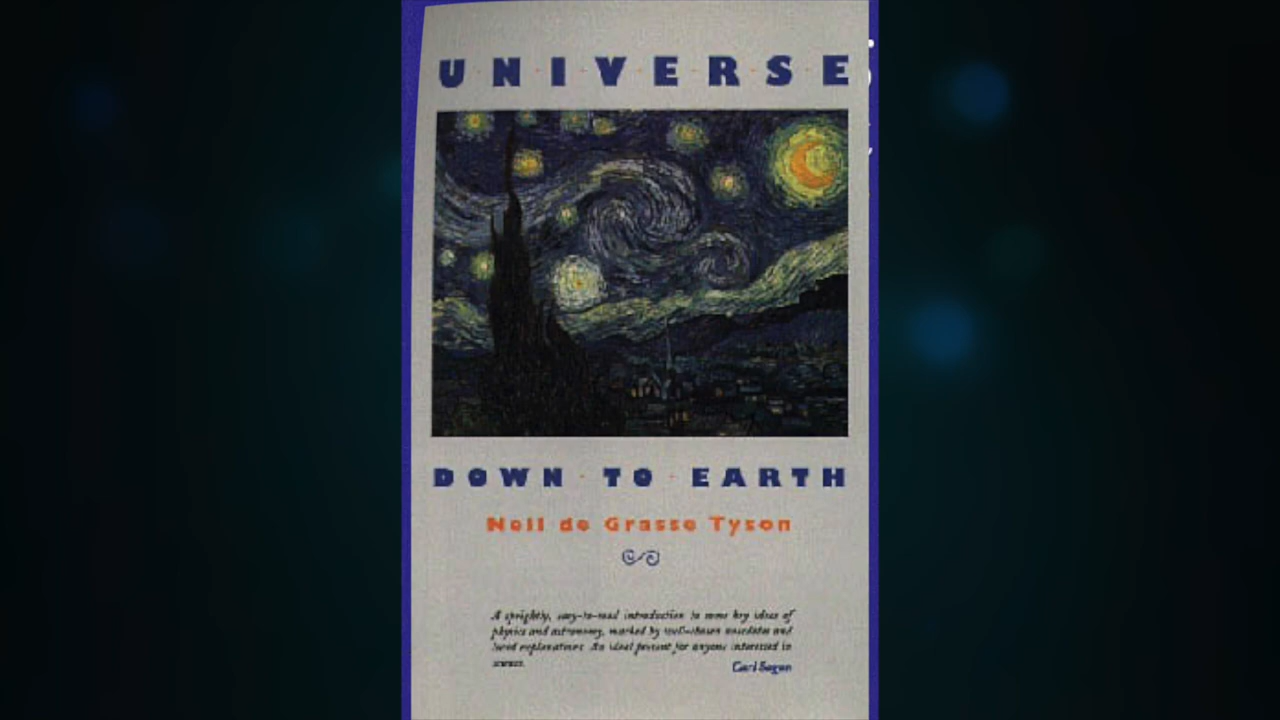 U·N·I·V·E·R·S·E
DOWN · TO · EARTH
Neil de Grasse Tyson
A sprightly, easy-to-read introduction to some key ideas of
physics and astronomy, marked by well-chosen anecdotes and
lucid explanations. An ideal present for anyone interested in
science.
Carl Sagan